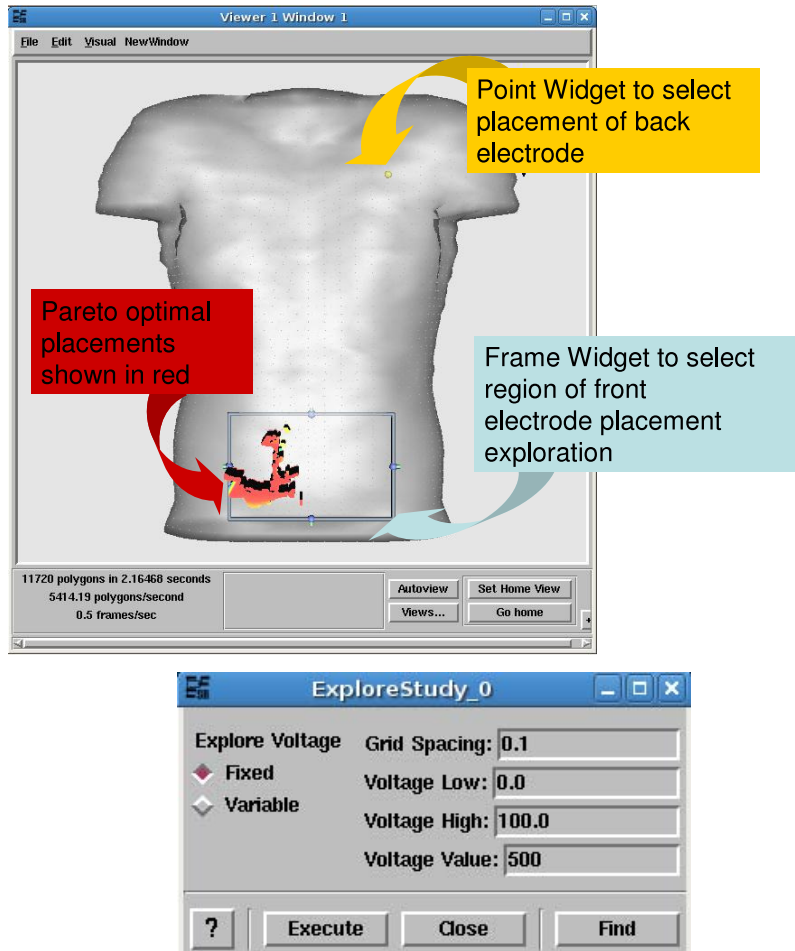 Viewer 1 Window 1
File Edit Visual NewWindow
Point Widget to select
placement of back
electrode
Pareto optimal
placements
shown in red
Frame Widget to select
region of front
electrode placement
exploration
11720 polygons in 2.16468 seconds
5414.19 polygons/second
0.5 frames/sec
Autoview
Set Home View
Views...
Go home
+
ExploreStudy_0
Explore Voltage
Fixed
Variable
Grid Spacing: 0.1
Voltage Low: 0.0
Voltage High: 100.0
Voltage Value: 500
?
Execute
Close
Find